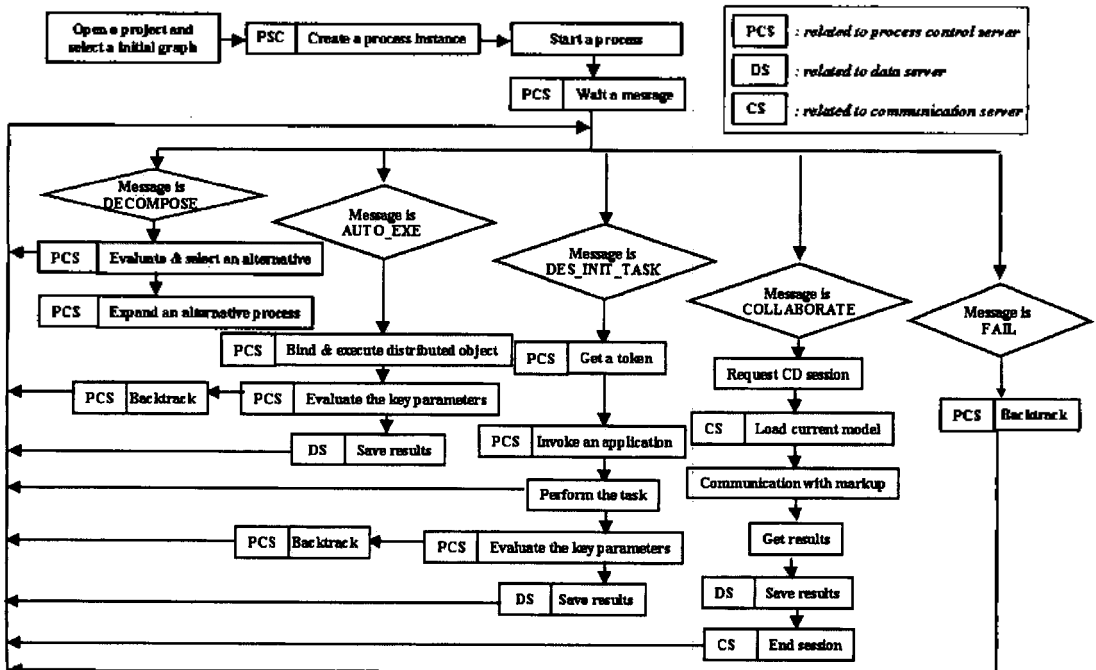 Open a project and
select a initial graph
PSC Create a process instance
Start a process
PCS Wait a message
PCS : related to process control server
DS : related to data server
CS : related to communication server
Message is
DECOMPOSE
PCS Evaluate & select an alternative
PCS Expand an alternative process
Message is
AUTO_EXE
PCS Bind & execute distributed object
PCS Evaluate the key parameters
PCS Backtrack
DS Save results
Message is
DES_INIT_TASK
PCS Get a token
PCS Invoke an application
Perform the task
PCS Evaluate the key parameters
PCS Backtrack
DS Save results
Message is
COLLABORATE
Request CD session
CS Load current model
Communication with markup
Get results
DS Save results
CS End session
Message is
FAIL
PCS Backtrack